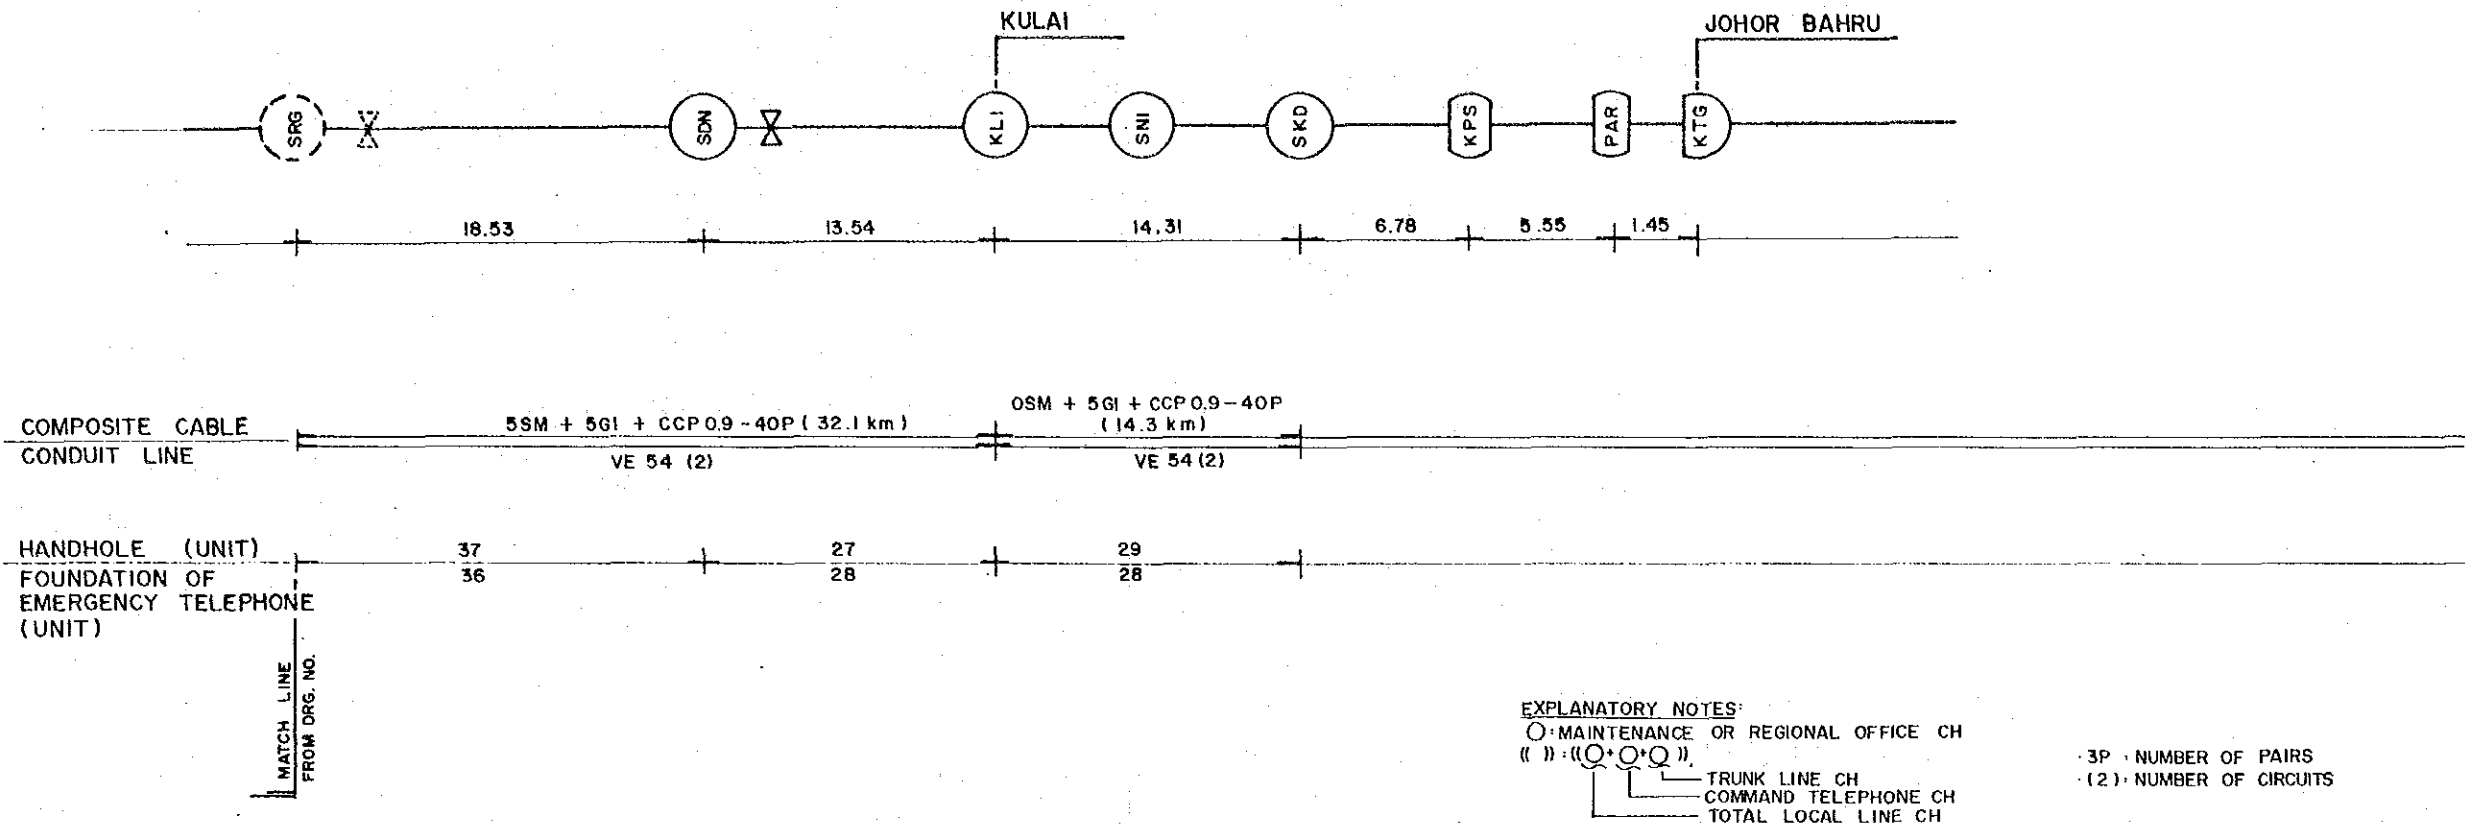 KULAI
JOHOR BAHRU
SRG
SDN
KLI
SNI
SKD
KPS
PAR
KTG
18.53 13.54 14.31 6.78 5.55 1.45
COMPOSITE CABLE
5SM + 5GI + CCP 0.9-40P (32.1 km)
OSM + 5GI + CCP 0.9-40P
(14.3 km)
CONDUIT LINE
VE 54 (2) VE 54 (2)
HANDHOLE (UNIT) 37 27 29
FOUNDATION OF 36 28 28
EMERGENCY TELEPHONE
(UNIT)
MATCH LINE
FROM DRG. NO.
EXPLANATORY NOTES:
O:MAINTENANCE OR REGIONAL OFFICE CH
(( )):((O+O+O))
TRUNK LINE CH
COMMAND TELEPHONE CH
TOTAL LOCAL LINE CH
·3P : NUMBER OF PAIRS
·(2): NUMBER OF CIRCUITS